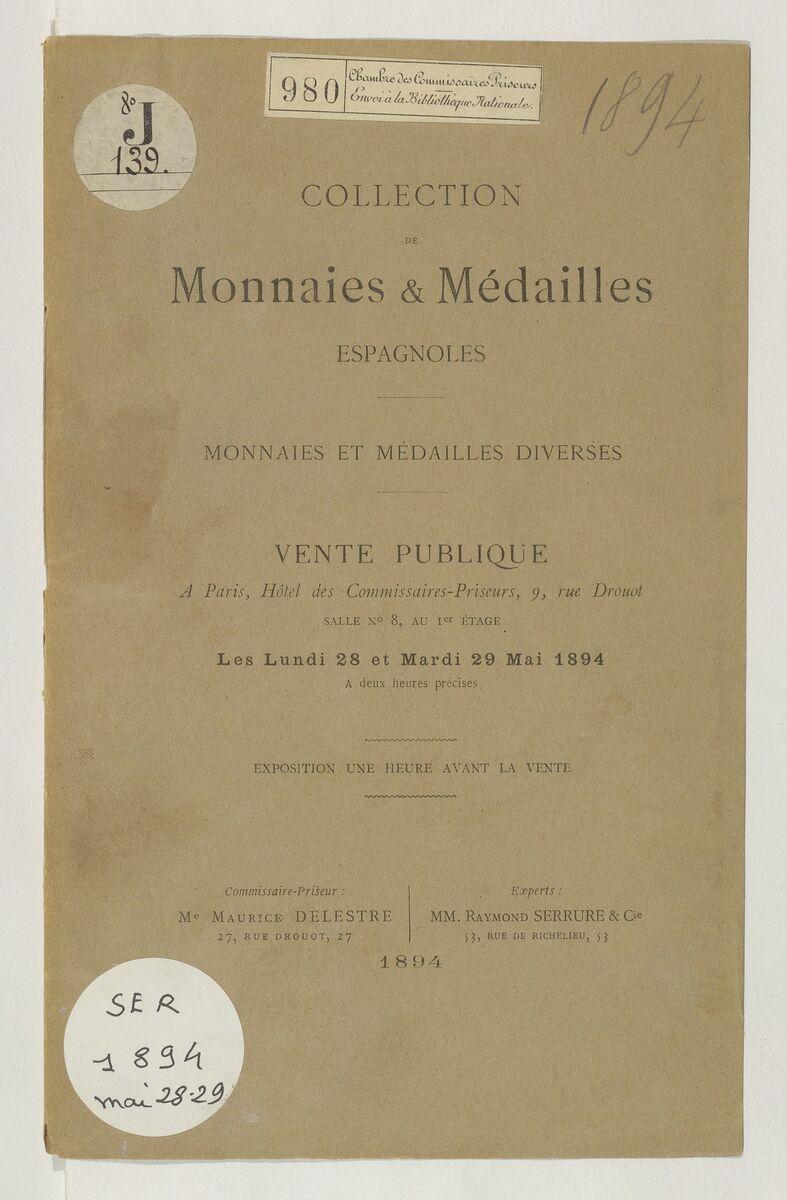 980
Chambre des Commissaires Priseurs
Envoi à la Bibliothèque Nationale.
1894
8º
J
139.
COLLECTION
DE
Monnaies & Médailles
ESPAGNOLES
MONNAIES ET MÉDAILLES DIVERSES
VENTE PUBLIQUE
A Paris, Hôtel des Commissaires-Priseurs, 9, rue Drouot
SALLE Nº 8, AU 1er ÉTAGE
Les Lundi 28 et Mardi 29 Mai 1894
A deux heures précises.
EXPOSITION UNE HEURE AVANT LA VENTE
Commissaire-Priseur :
Me MAURICE DELESTRE
27, RUE DROUOT, 27
Experts :
MM. RAYMOND SERRURE & Cie
53, RUE DE RICHELIEU, 53
1894
SER
1894
mai 28-29